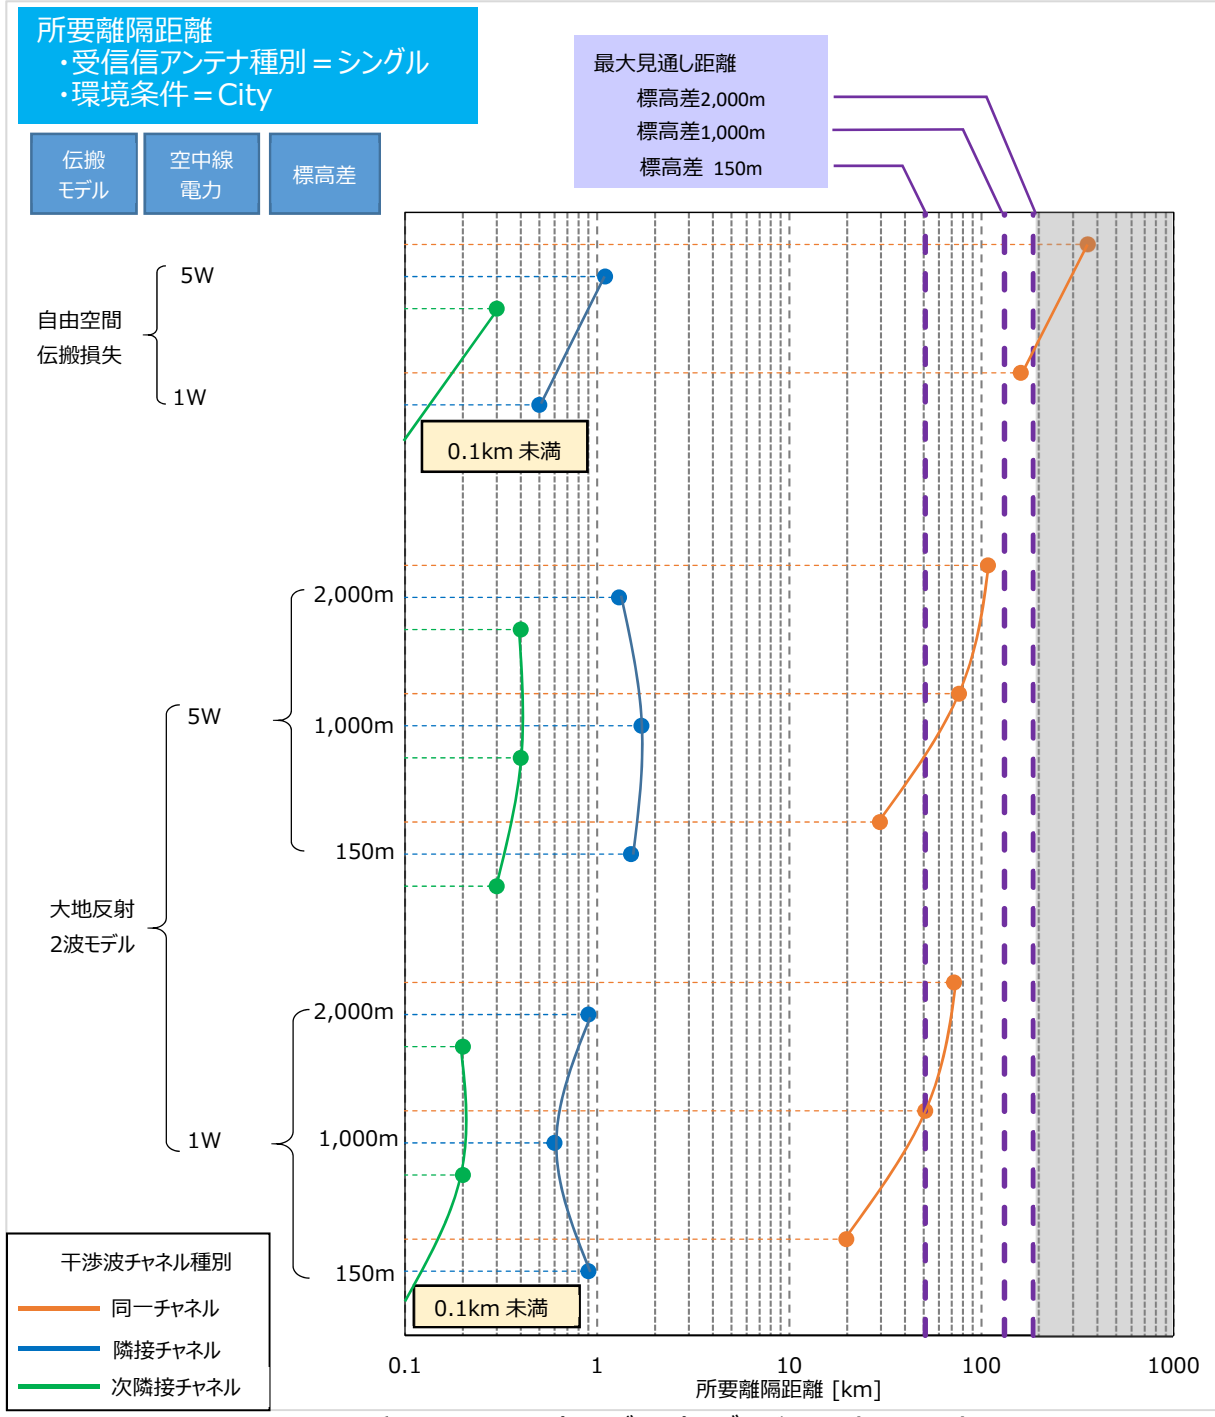 所要離隔距離
・受信信アンテナ種別＝シングル
・環境条件＝City
最大見通し距離
標高差2,000m
標高差1,000m
標高差 150m
伝搬
モデル
空中線
電力
標高差
5W
自由空間
伝搬損失
1W
0.1km 未満
2,000m
5W
1,000m
150m
大地反射
2波モデル
2,000m
1W
1,000m
150m
0.1km 未満
干渉波チャネル種別
同一チャネル
隣接チャネル
次隣接チャネル
0.1
1
10
100
1000
所要離隔距離 [km]